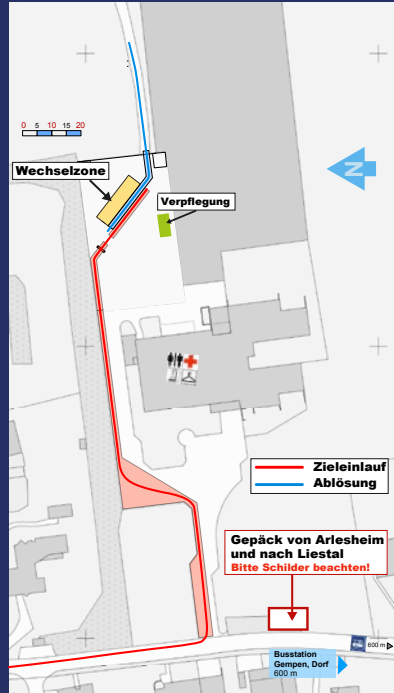 0 5 10 15 20
Wechselzone
Verpflegung
N
Zieleinlauf
Ablösung
Gepäck von Arlesheim
und nach Liestal
Bitte Schilder beachten!
600 m
Busstation
Gempen, Dorf
600 m